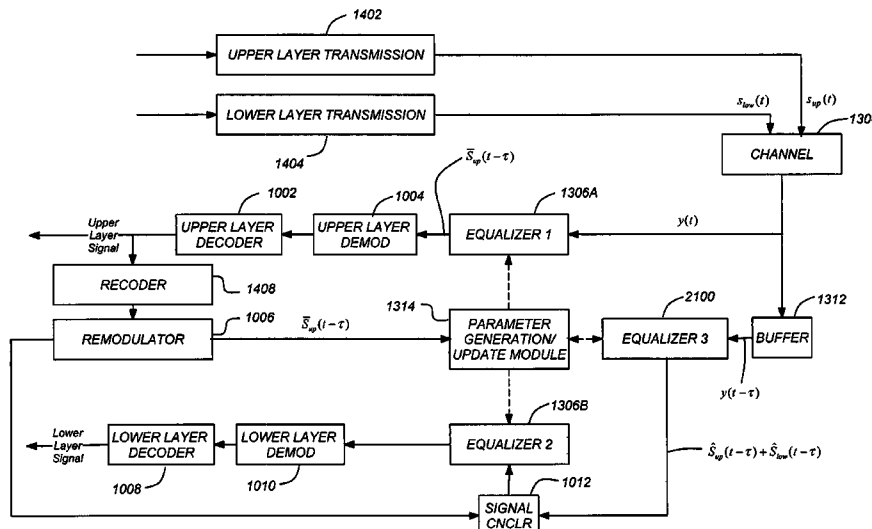 1402
UPPER LAYER TRANSMISSION
s_low(t)
s_up(t)
LOWER LAYER TRANSMISSION
1404
130
CHANNEL
S̅_up(t-τ)
1002
1004
1306A
UPPER LAYER
DECODER
UPPER LAYER
DEMOD
EQUALIZER 1
y(t)
Upper
Layer
Signal
RECODER
1408
1006
REMODULATOR
S̅_up(t-τ)
1314
PARAMETER
GENERATION/
UPDATE MODULE
2100
EQUALIZER 3
1312
BUFFER
y(t-τ)
1306B
Lower
Layer
Signal
LOWER LAYER
DECODER
LOWER LAYER
DEMOD
EQUALIZER 2
1008
1010
Ŝ_up(t-τ)+Ŝ_low(t-τ)
1012
SIGNAL
CNCLR